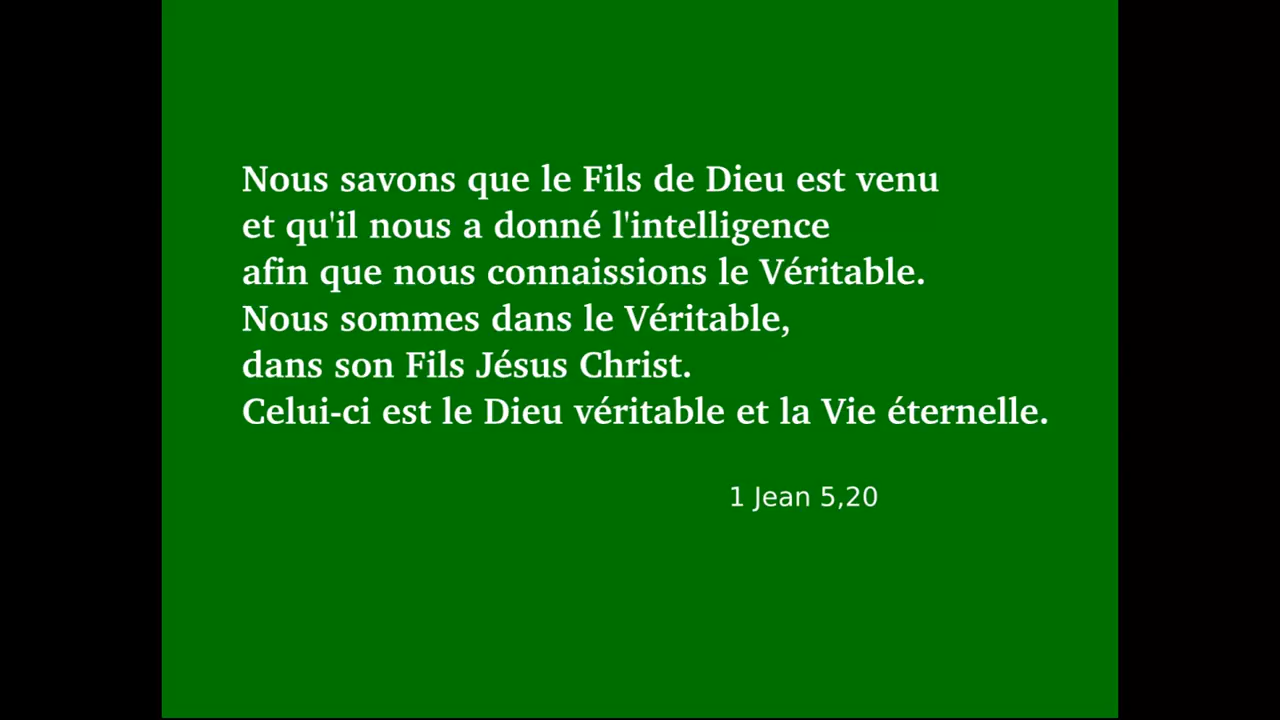 Nous savons que le Fils de Dieu est venu
et qu'il nous a donné l'intelligence
afin que nous connaissions le Véritable.
Nous sommes dans le Véritable,
dans son Fils Jésus Christ.
Celui-ci est le Dieu véritable et la Vie éternelle.
1 Jean 5,20